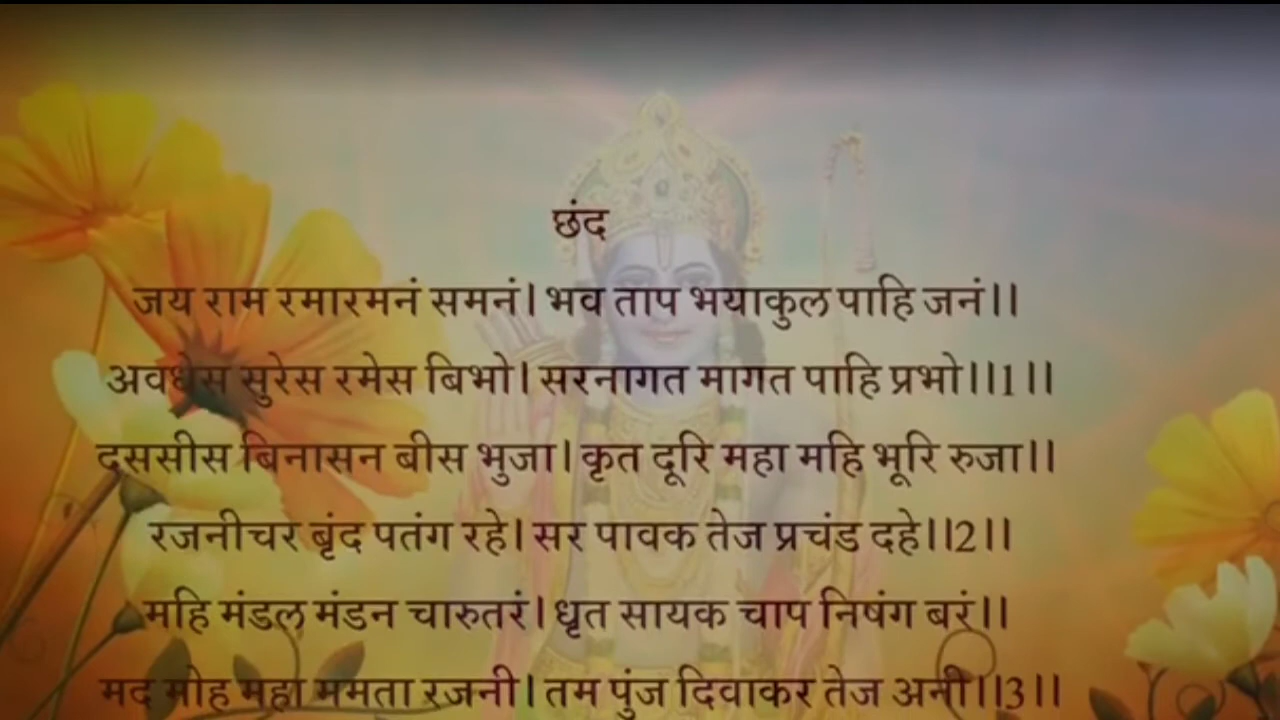 छंद
जय राम रमारमनं समनं। भव ताप भयाकुल पाहि जनं।।
अवधेस सुरेस रमेस बिभो। सरनागत मागत पाहि प्रभो।।1।।
दससीस बिनासन बीस भुजा। कृत दूरि महा महि भूरि रुजा।।
रजनीचर बृंद पतंग रहे। सर पावक तेज प्रचंड दहे।।2।।
महि मंडल मंडन चारुतरं। धृत सायक चाप निषंग बरं।।
मद मोह महा ममता रजनी। तम पुंज दिवाकर तेज अनी।।3।।